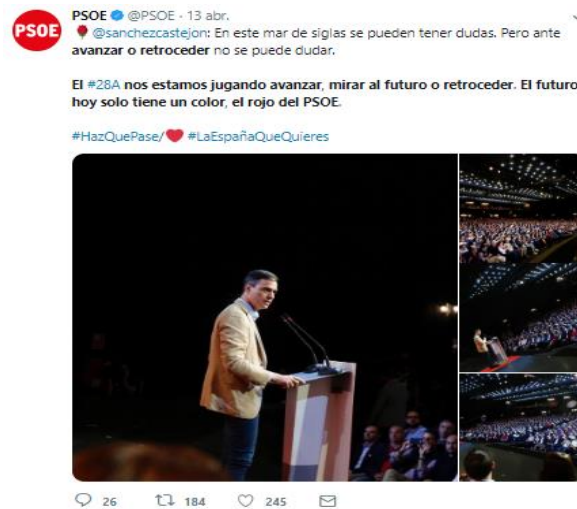 PSOE
PSOE @PSOE · 13 abr.
@sanchezcastejon: En este mar de siglas se pueden tener dudas. Pero ante
avanzar o retroceder no se puede dudar.
El #28A nos estamos jugando avanzar, mirar al futuro o retroceder. El futuro
hoy solo tiene un color, el rojo del PSOE.
#HazQuePase/ #LaEspañaQueQuieres
26 184 245